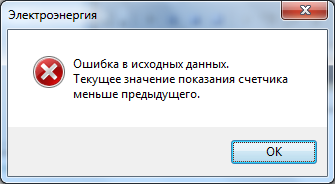 Электроэнергия
Ошибка в исходных данных.
Текущее значение показания счетчика
меньше предыдущего.
OK